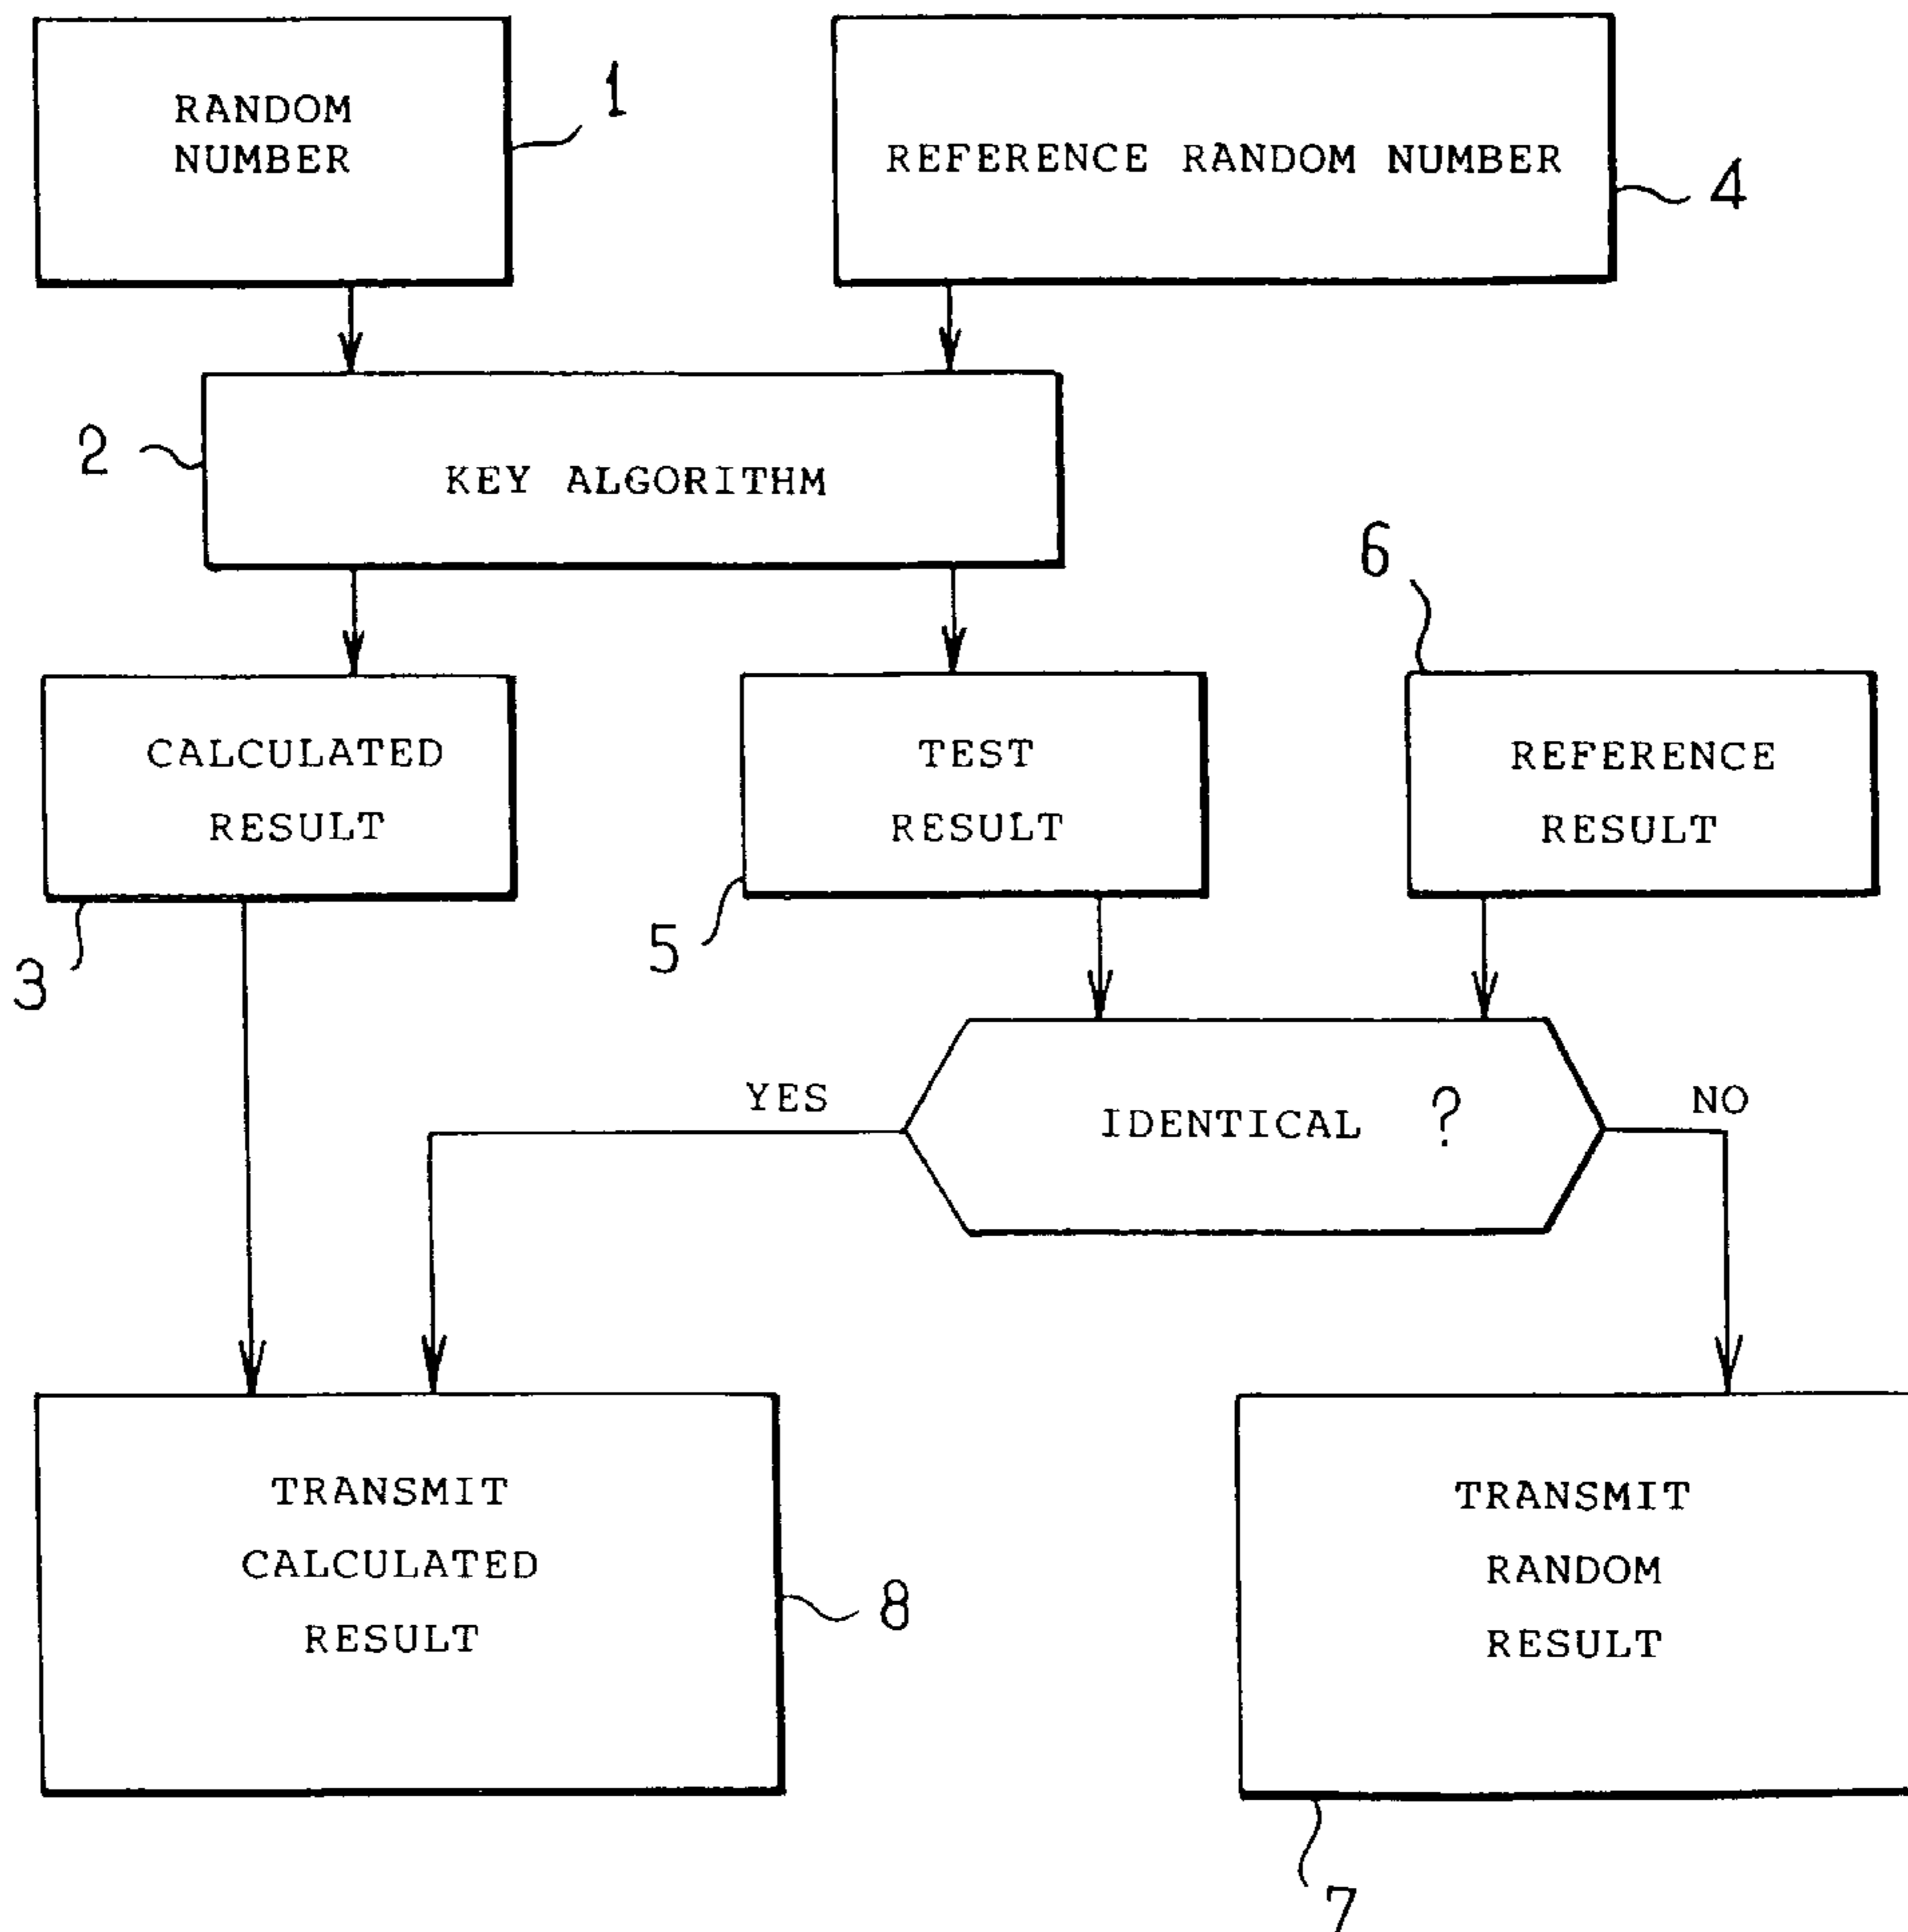 RANDOM
NUMBER
1
REFERENCE RANDOM NUMBER
4
2
KEY ALGORITHM
6
CALCULATED
RESULT
3
TEST
RESULT
5
REFERENCE
RESULT
YES
IDENTICAL ?
NO
TRANSMIT
CALCULATED
RESULT
8
TRANSMIT
RANDOM
RESULT
7